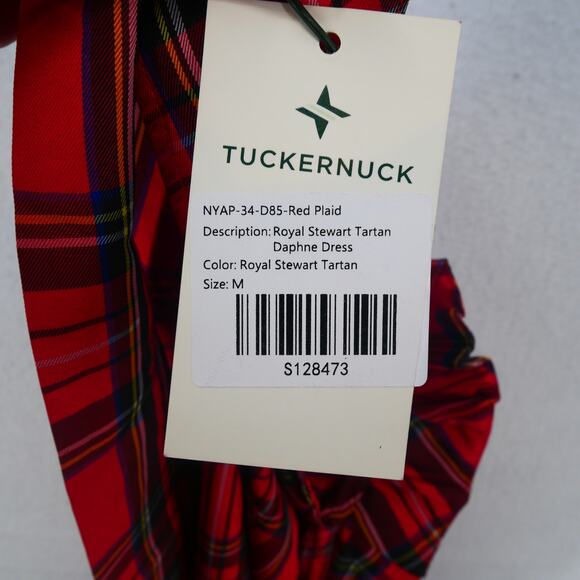 TUCKERNUCK
NYAP-34-D85-Red Plaid
Description: Royal Stewart Tartan
Daphne Dress
Color: Royal Stewart Tartan
Size: M
S128473